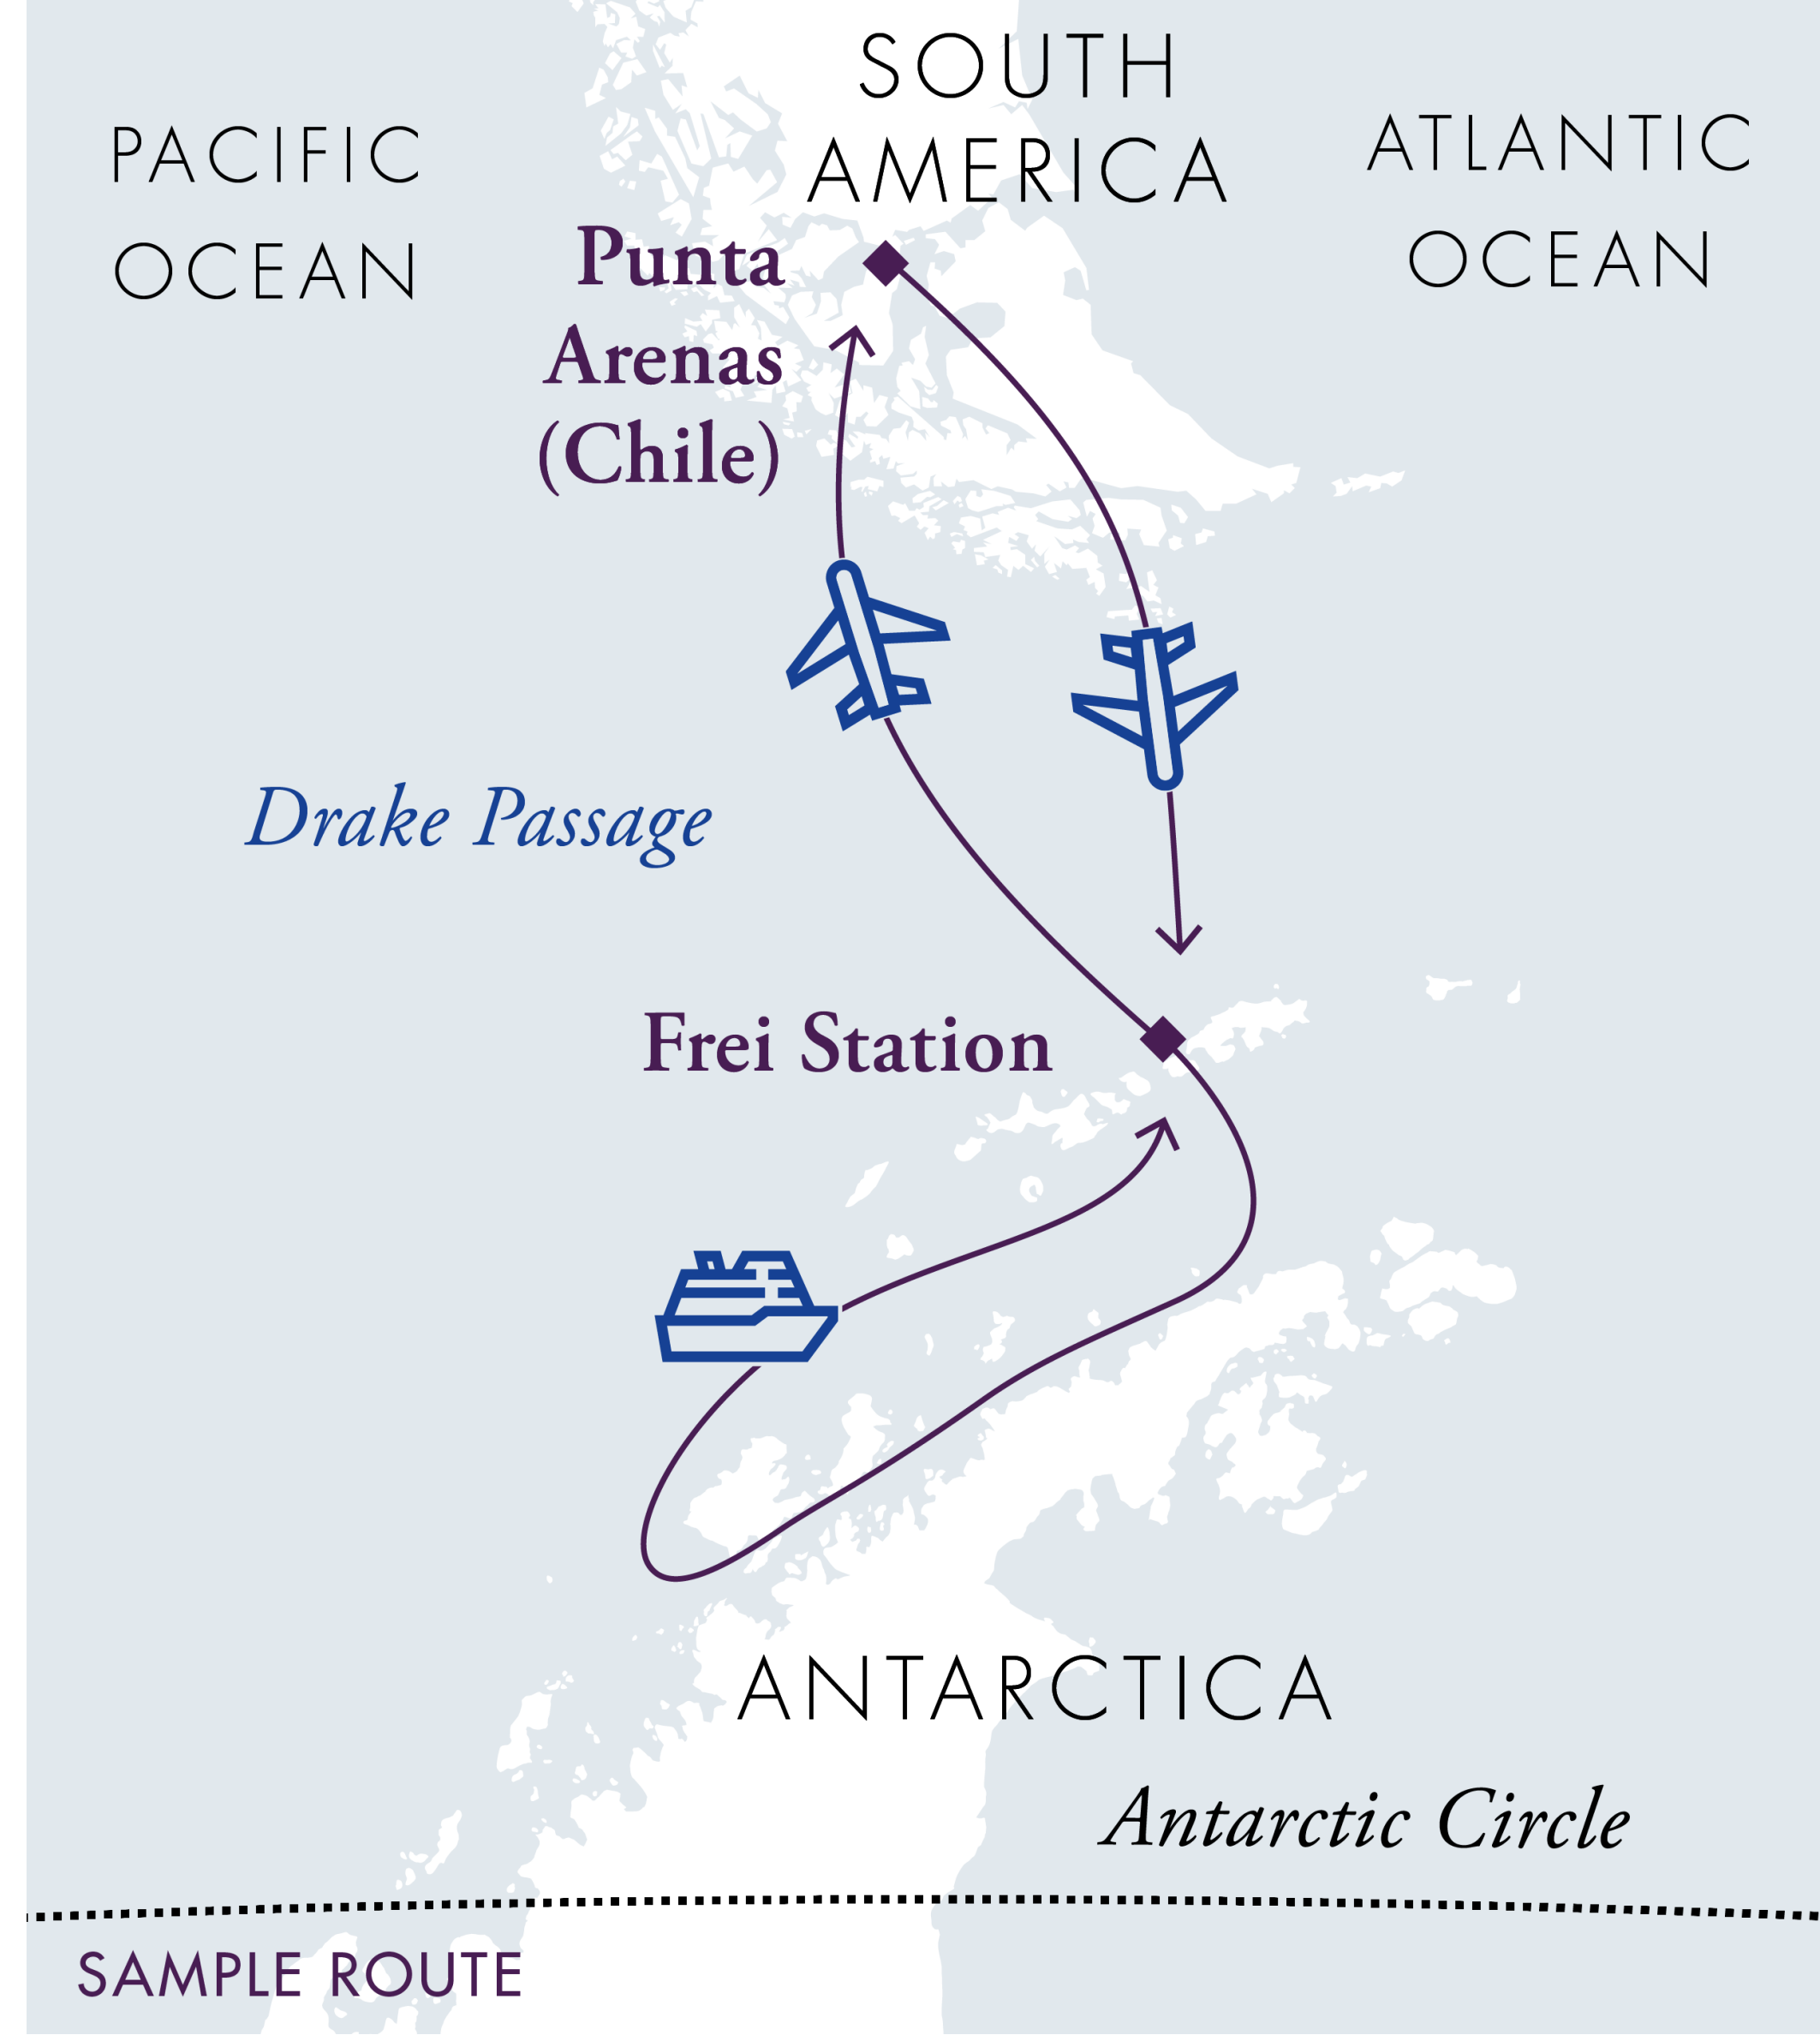 SOUTH
AMERICA
PACIFIC
OCEAN
ATLANTIC
OCEAN
Punta
Arenas
(Chile)
Drake Passage
Frei Station
ANTARCTICA
Antarctic Circle
SAMPLE ROUTE